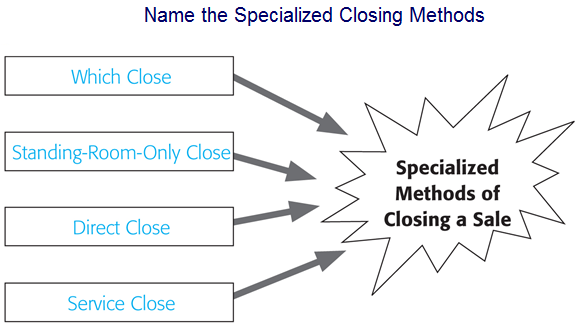 Name the Specialized Closing Methods
Which Close
Standing-Room-Only Close
Direct Close
Service Close
Specialized
Methods of
Closing a Sale